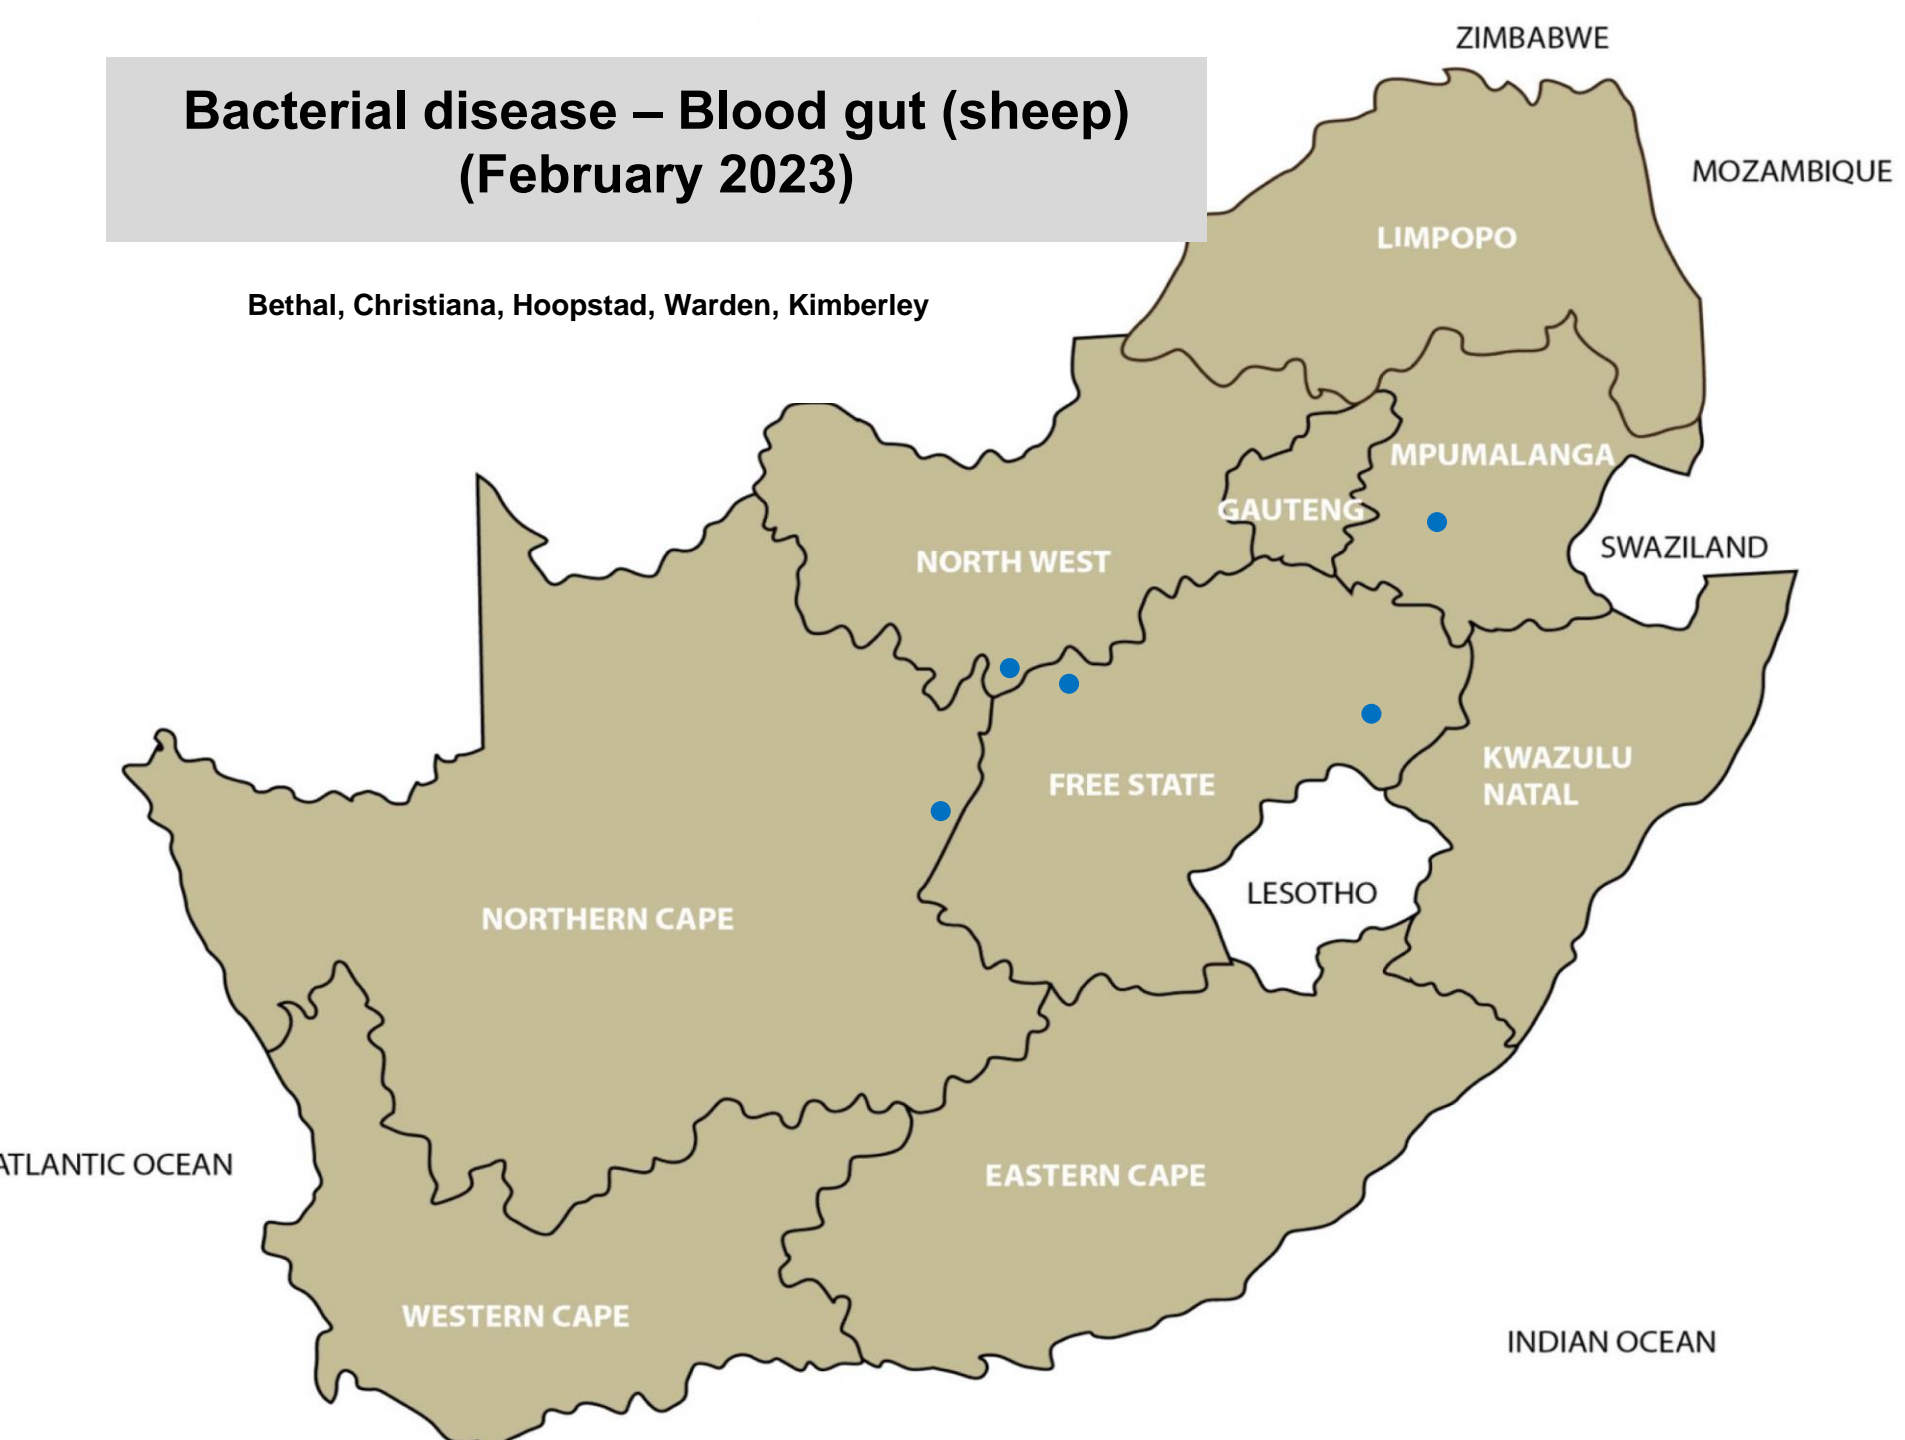 Bacterial disease – Blood gut (sheep)
(February 2023)
Bethal, Christiana, Hoopstad, Warden, Kimberley
ZIMBABWE
MOZAMBIQUE
LIMPOPO
MPUMALANGA
GAUTENG
SWAZILAND
NORTH WEST
KWAZULU
NATAL
FREE STATE
LESOTHO
NORTHERN CAPE
ATLANTIC OCEAN
EASTERN CAPE
WESTERN CAPE
INDIAN OCEAN